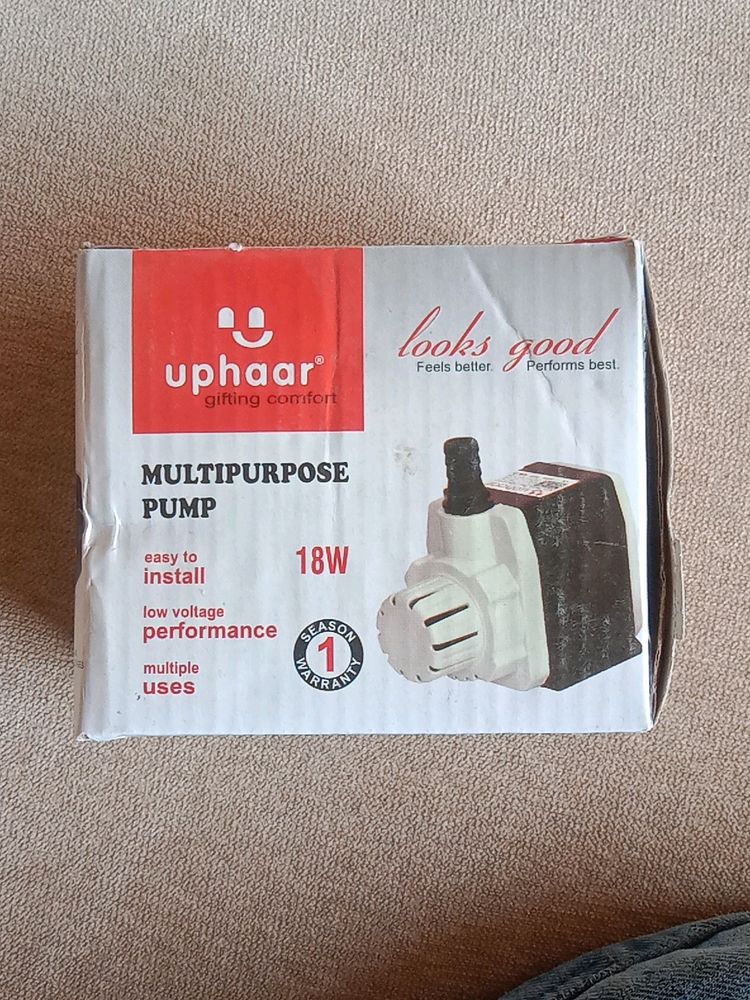 uphaar®
gifting comfort
looks good
Feels better. Performs best.
MULTIPURPOSE
PUMP
easy to
install
18W
low voltage
performance
SEASON
1
WARRANTY
multiple
uses